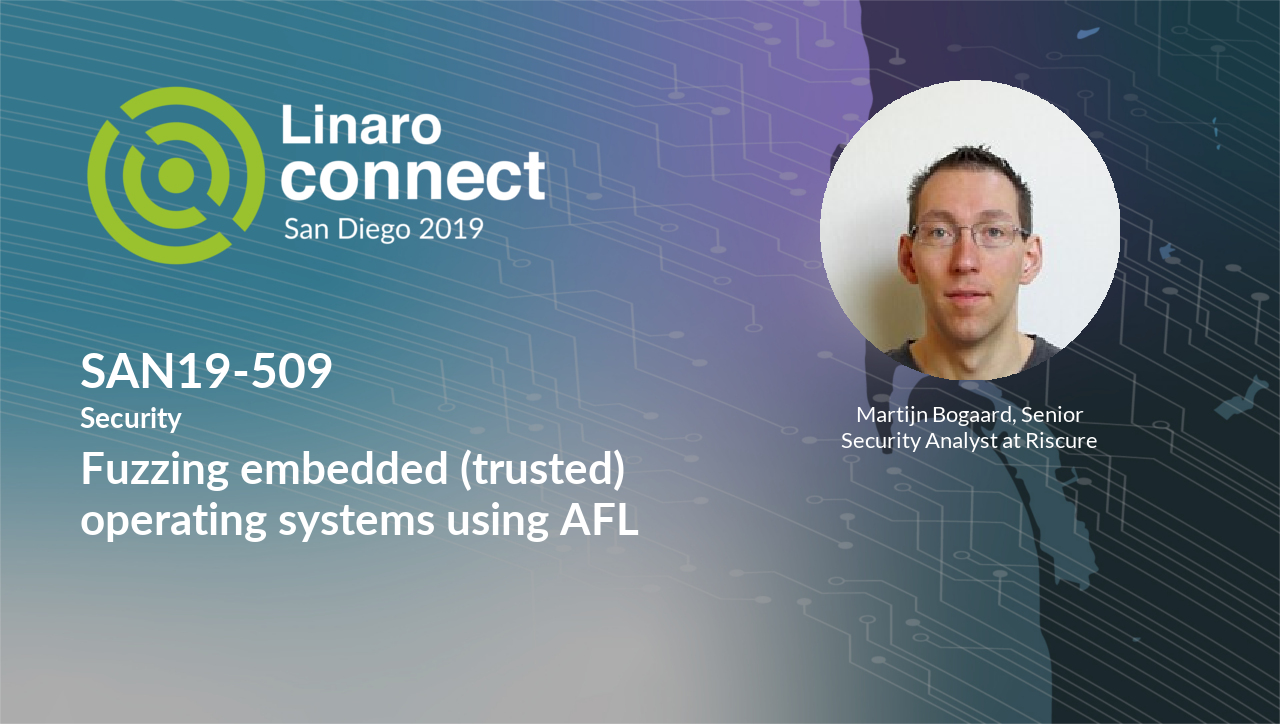 Linaro
connect
San Diego 2019
SAN19-509
Security
Fuzzing embedded (trusted)
operating systems using AFL
Martijn Bogaard, Senior
Security Analyst at Riscure